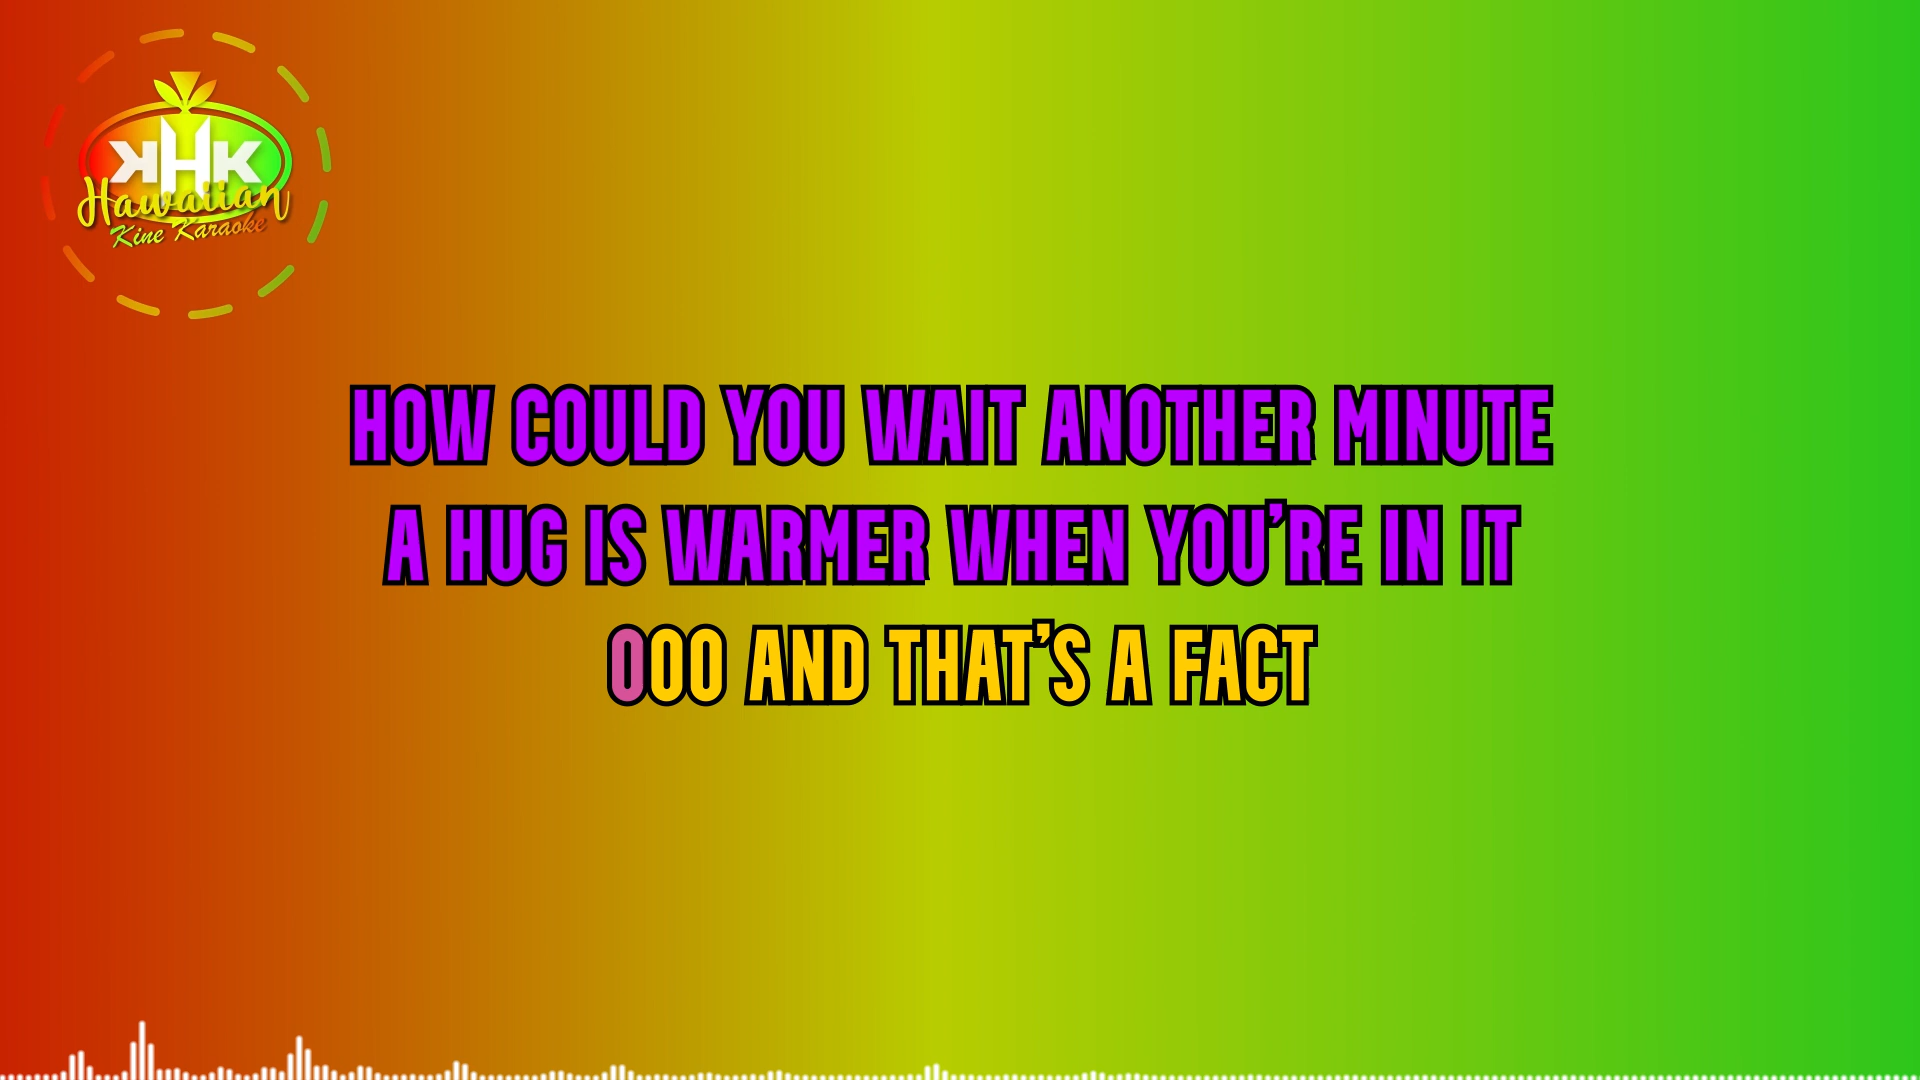 KHK
Hawaiian
Kine Karaoke
HOW COULD YOU WAIT ANOTHER MINUTE
A HUG IS WARMER WHEN YOU'RE IN IT
OOO AND THAT'S A FACT